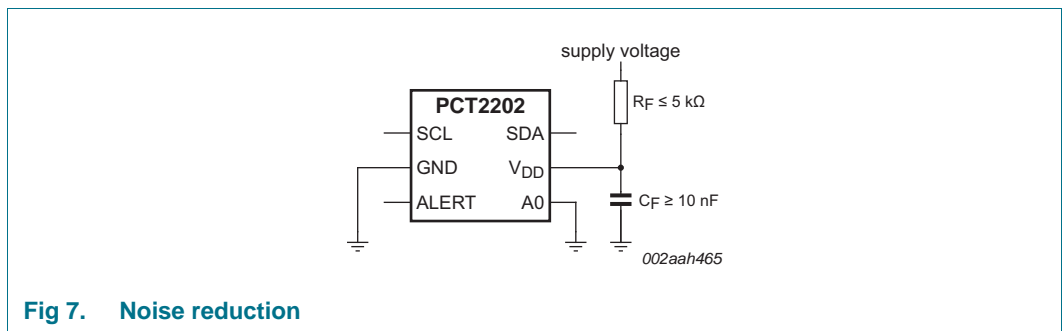 supply voltage
RF ≤ 5 kΩ
PCT2202
SCL SDA
GND VDD
ALERT A0
CF ≥ 10 nF
002aah465
Fig 7. Noise reduction